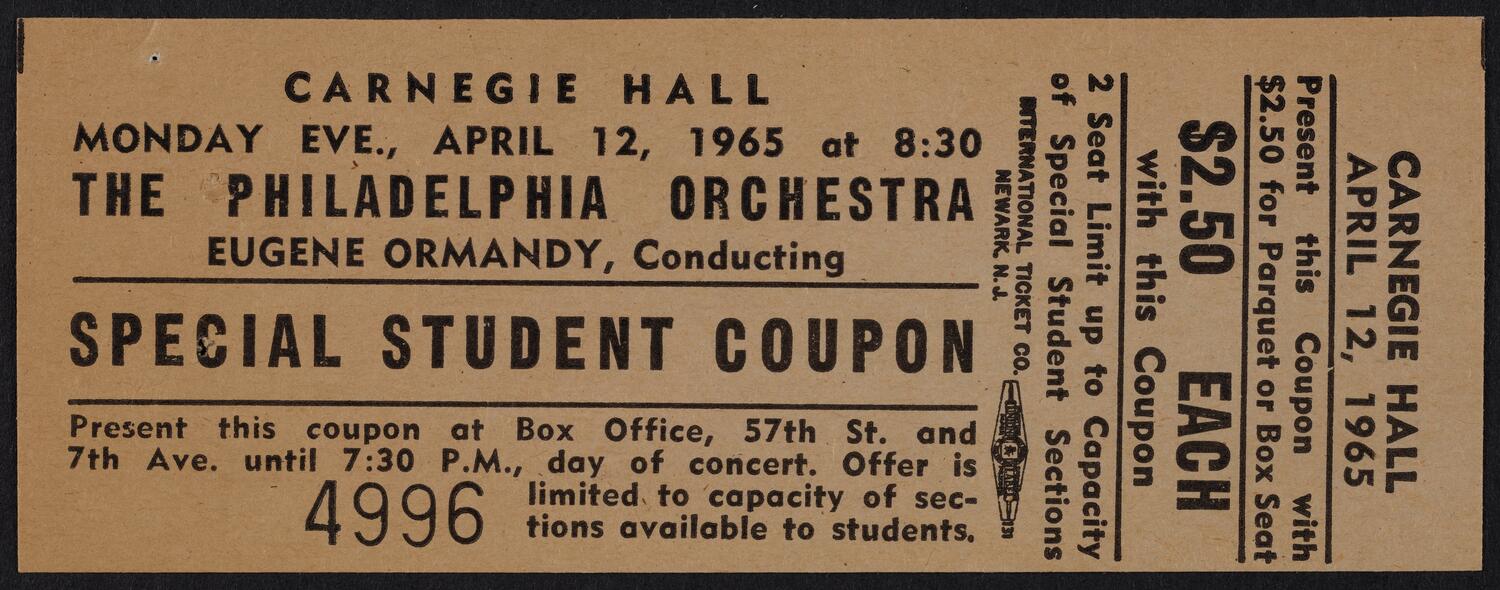 CARNEGIE HALL
MONDAY EVE., APRIL 12, 1965 at 8:30
THE PHILADELPHIA ORCHESTRA
EUGENE ORMANDY, Conducting
SPECIAL STUDENT COUPON
Present this coupon at Box Office, 57th St. and
7th Ave. until 7:30 P.M., day of concert. Offer is
limited to capacity of sec-
tions available to students.
4996
CARNEGIE HALL
APRIL 12, 1965
Present this Coupon with
$2.50 for Parquet or Box Seat
$2.50 EACH
with this Coupon
2 Seat Limit up to Capacity
of Special Student Sections
INTERNATIONAL TICKET CO.
NEWARK, N.J.
131